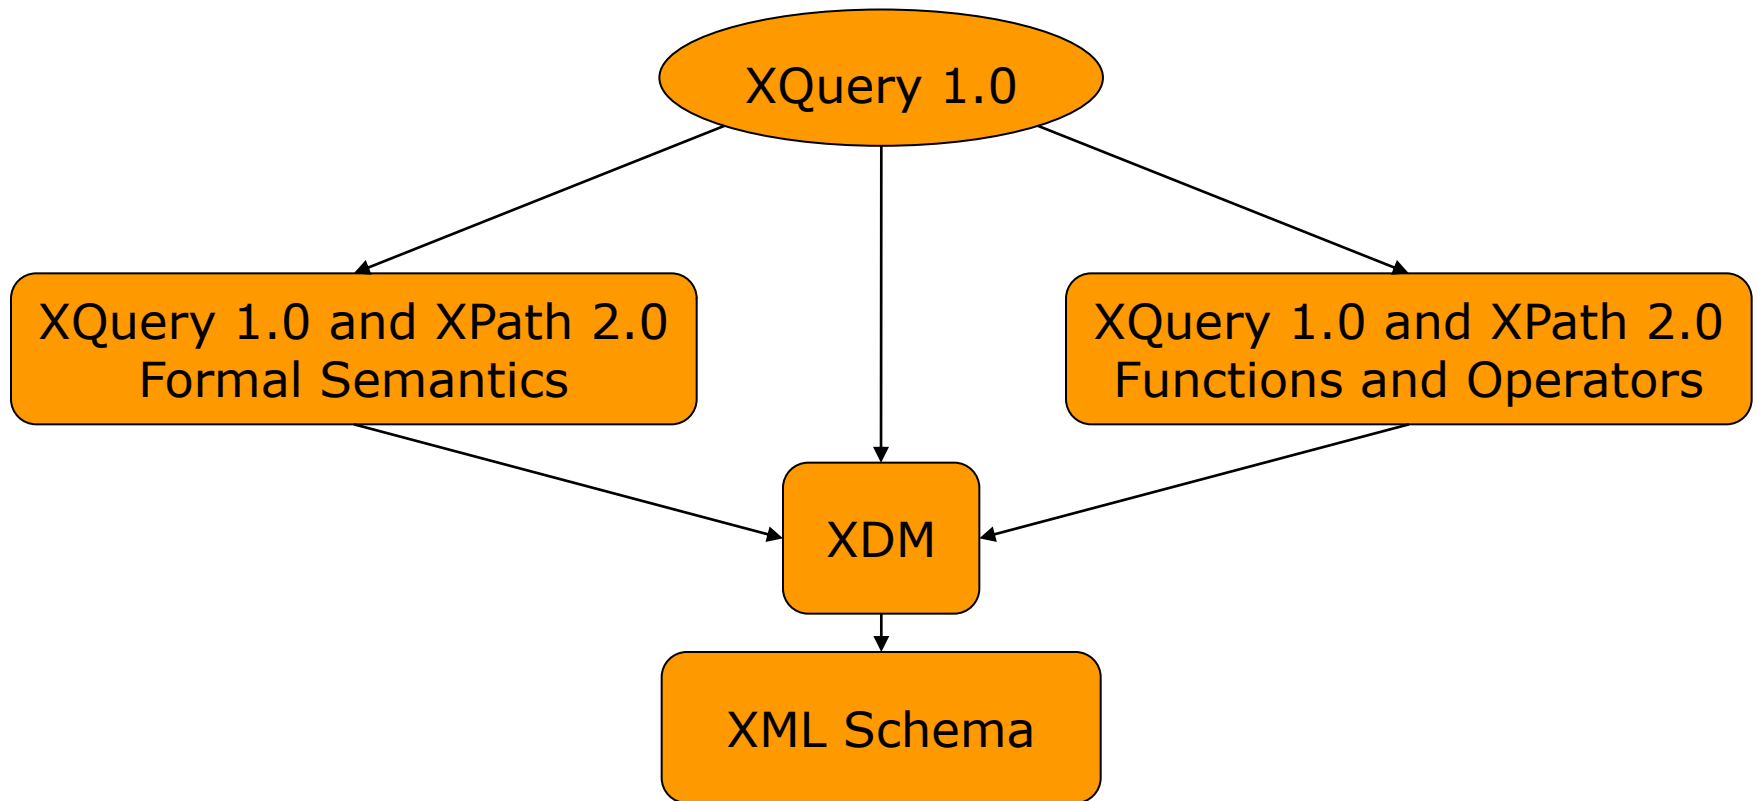 XQuery 1.0
XQuery 1.0 and XPath 2.0
Formal Semantics
XQuery 1.0 and XPath 2.0
Functions and Operators
XDM
XML Schema